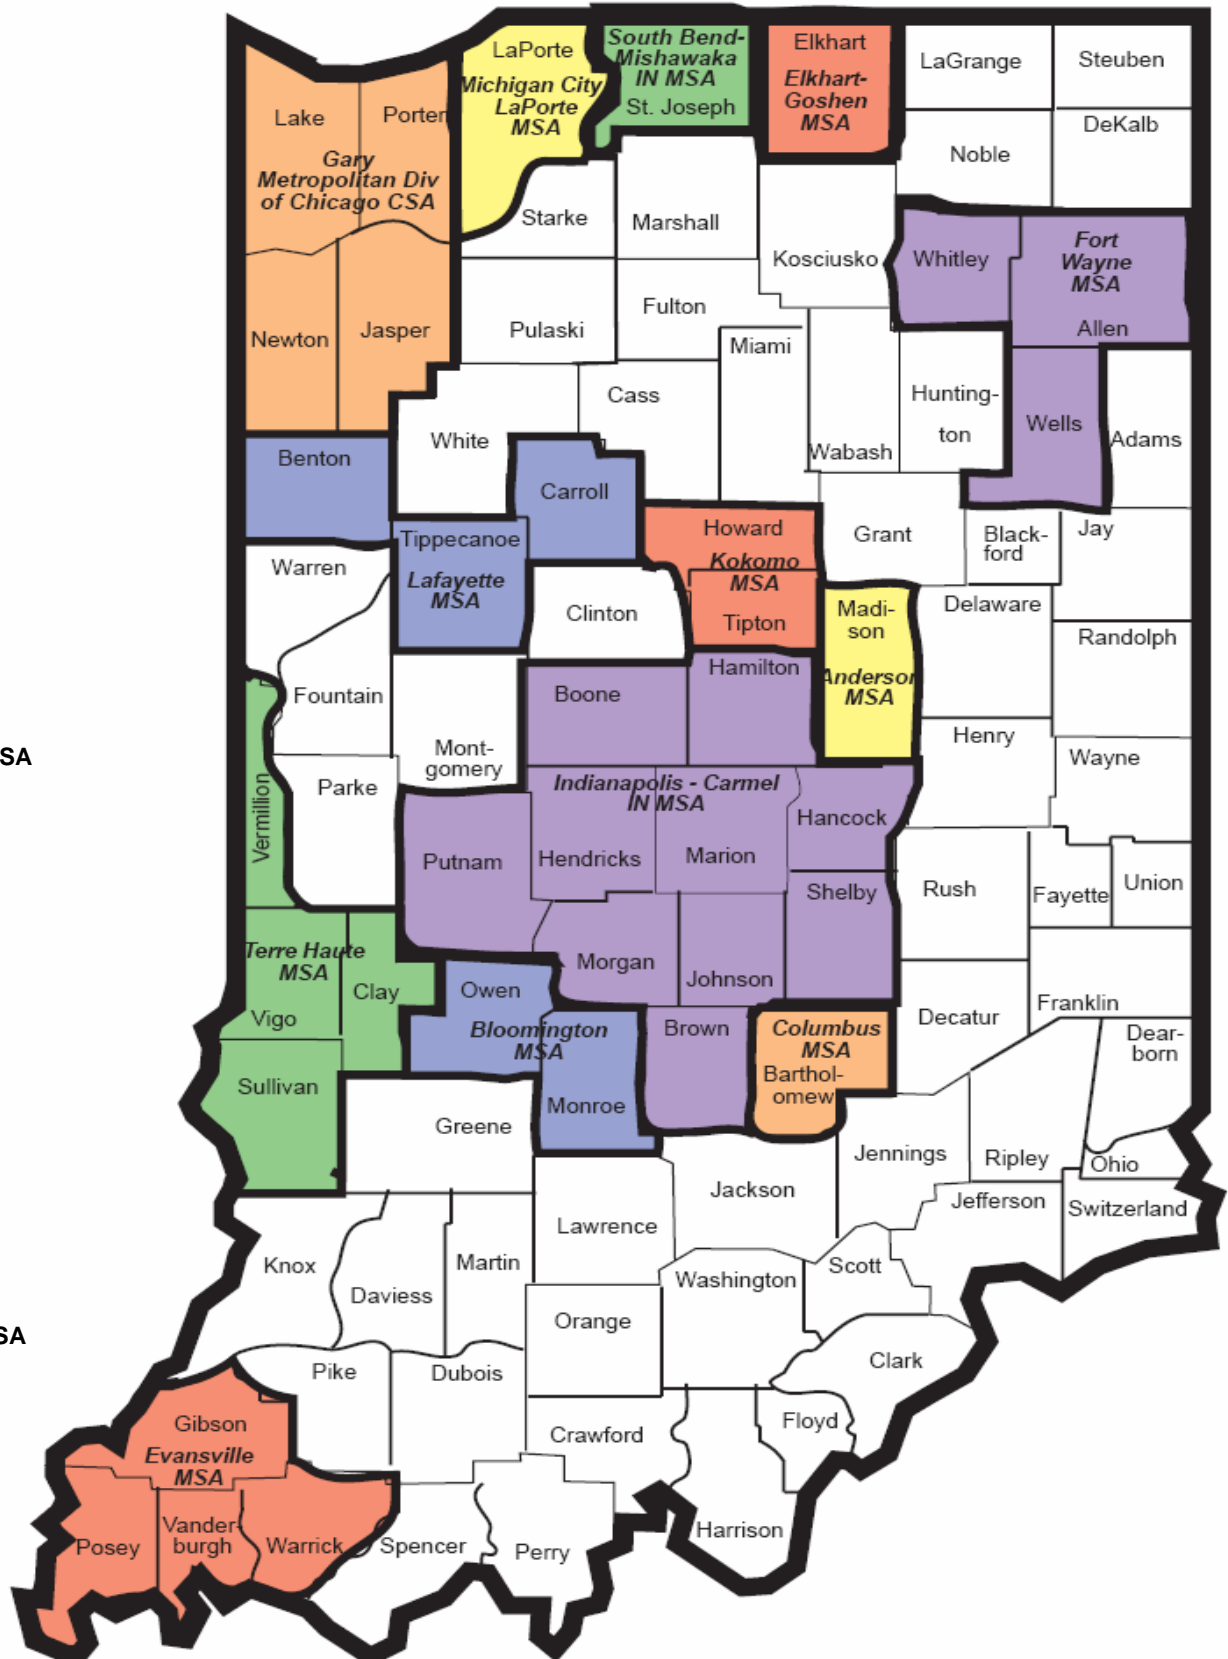 LaPorte
Michigan City
LaPorte
MSA
South Bend-
Mishawaka
IN MSA
St. Joseph
Elkhart
Elkhart-
Goshen
MSA
LaGrange
Steuben
Lake
Porter
Gary
Metropolitan Div
of Chicago CSA
Noble
DeKalb
Starke
Marshall
Kosciusko
Whitley
Fort
Wayne
MSA
Allen
Newton
Jasper
Pulaski
Fulton
Miami
Cass
White
Wabash
Hunting-
ton
Wells
Adams
Benton
Carroll
Tippecanoe
Lafayette
MSA
Howard
Kokomo
MSA
Tipton
Grant
Black-
ford
Jay
Warren
Clinton
Madi-
son
Anderson
MSA
Delaware
Randolph
Fountain
Boone
Hamilton
Henry
Wayne
SA
Mont-
gomery
Parke
Vermillion
Indianapolis - Carmel
IN MSA
Hancock
Putnam
Hendricks
Marion
Shelby
Rush
Fayette
Union
Terre Haute
MSA
Vigo
Clay
Owen
Morgan
Johnson
Bloomington
MSA
Brown
Columbus
MSA
Barthol-
omew
Decatur
Franklin
Dear-
born
Sullivan
Greene
Monroe
Jennings
Ripley
Ohio
Jackson
Jefferson
Switzerland
Lawrence
Knox
Daviess
Martin
Washington
Scott
Orange
SA
Pike
Dubois
Clark
Gibson
Evansville
MSA
Crawford
Floyd
Posey
Vander-
burgh
Warrick
Spencer
Perry
Harrison